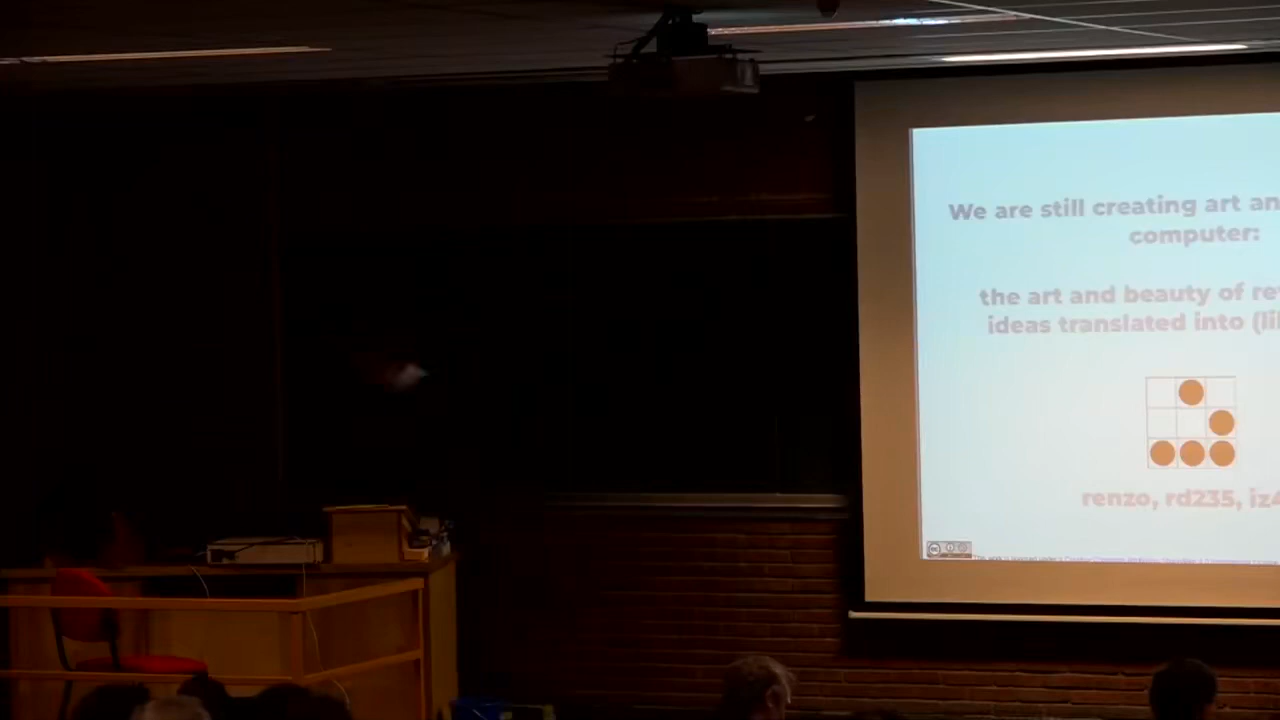 We are still creating art an
computer:
the art and beauty of re
ideas translated into (li
renzo, rd235, iz4